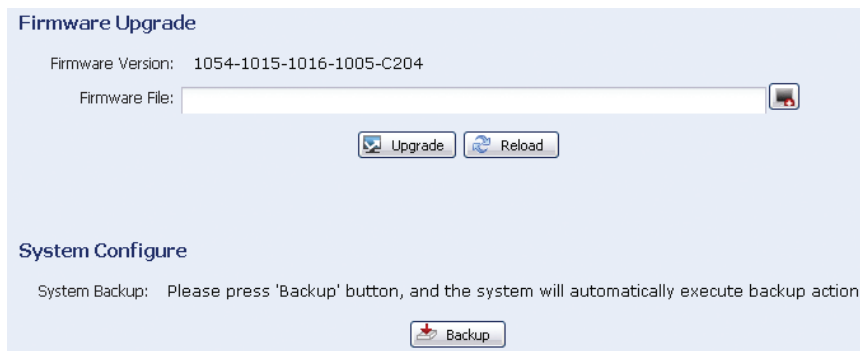 Firmware Upgrade
Firmware Version: 1054-1015-1016-1005-C204
Firmware File:
Upgrade Reload
System Configure
System Backup: Please press 'Backup' button, and the system will automatically execute backup action
Backup